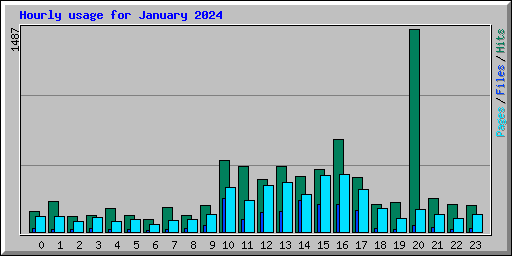 Hourly usage for January 2024
1487
Pages/Files/Hits
0 1 2 3 4 5 6 7 8 9 10 11 12 13 14 15 16 17 18 19 20 21 22 23